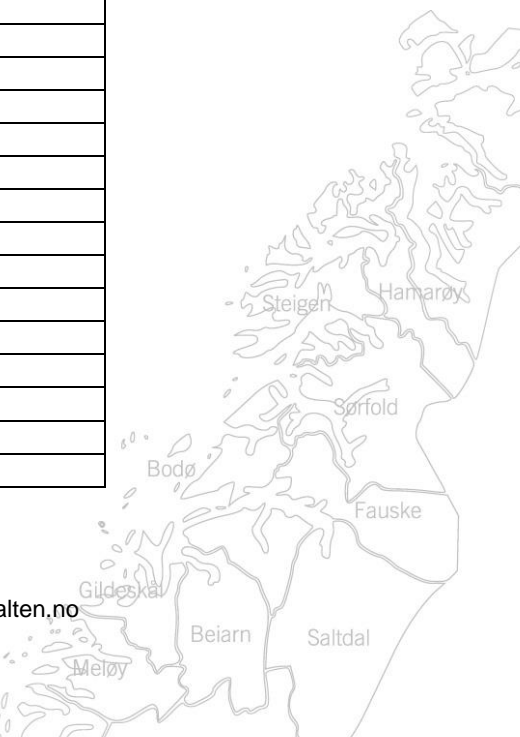 Steigen
Hamarøy
Sørfold
Bodø
Fauske
Gildeskål
alten.no
Beiarn
Saltdal
Meløy